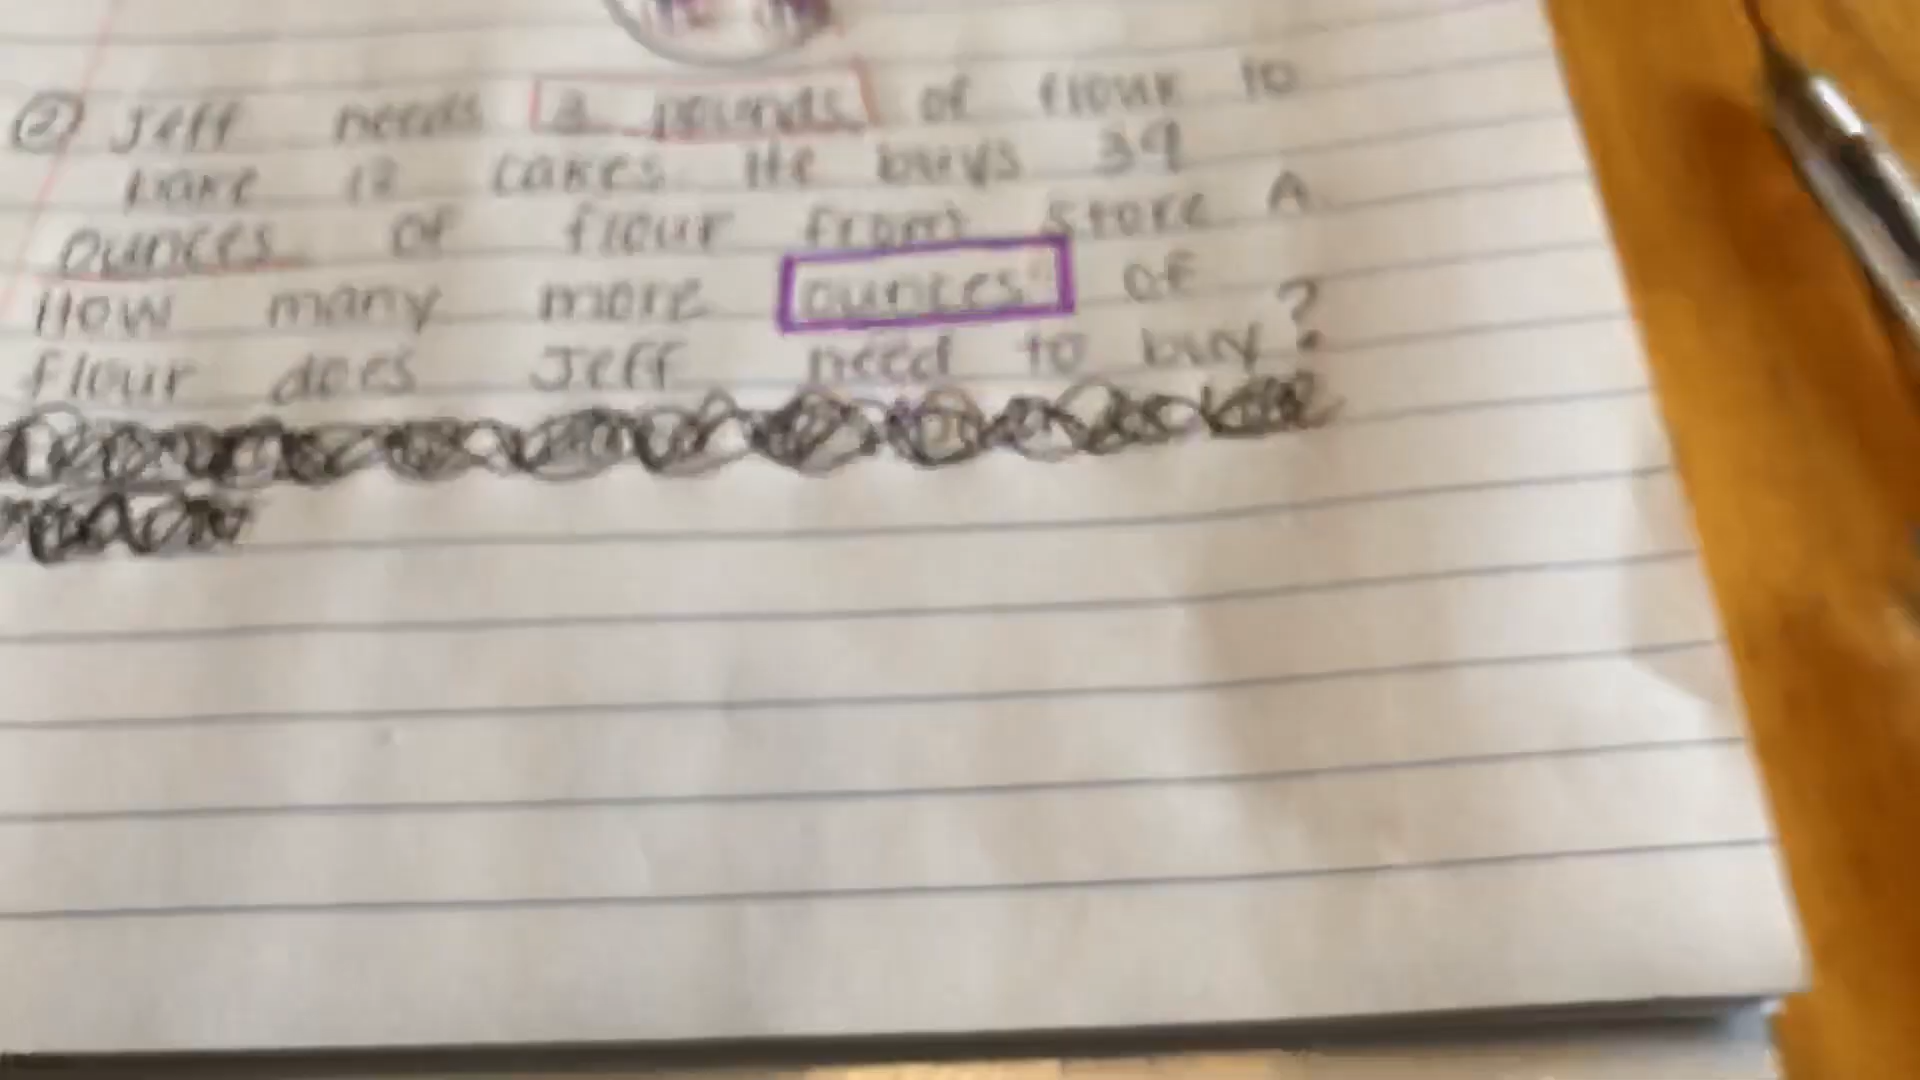 ② Jeff needs 3 pounds of flour to
bake 12 cakes. He buys 39
ounces of flour from Store A.
How many more ounces of
flour does Jeff need to buy?